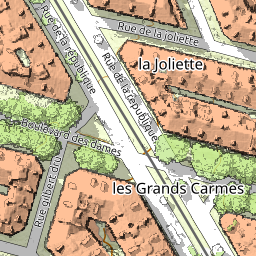 Rue de la joliette
Rue de la république
Rue de la république
la Joliette
Boulevard des dames
Rue gilbert dru
les Grands Carmes